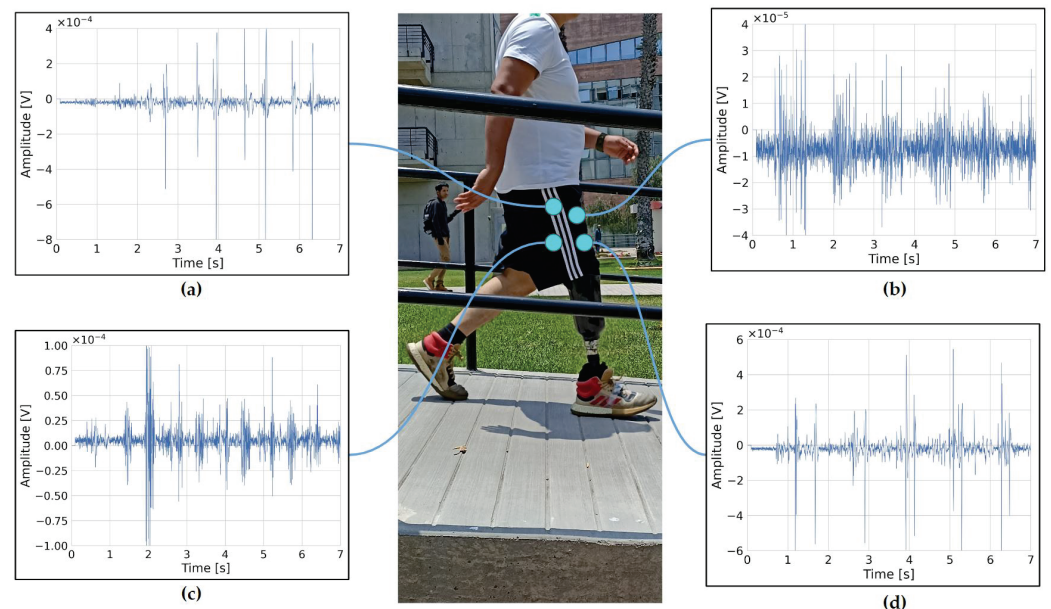 ×10⁻⁴
4
2
0
−2
−4
−6
−8
Amplitude [V]
0 1 2 3 4 5 6 7
Time [s]
(a)
×10⁻⁵
4
3
2
1
0
−1
−2
−3
−4
Amplitude [V]
0 1 2 3 4 5 6 7
Time [s]
(b)
×10⁻⁴
1.00
0.75
0.50
0.25
0.00
−0.25
−0.50
−0.75
−1.00
Amplitude [V]
0 1 2 3 4 5 6 7
Time [s]
(c)
×10⁻⁴
6
4
2
0
−2
−4
−6
Amplitude [V]
0 1 2 3 4 5 6 7
Time [s]
(d)